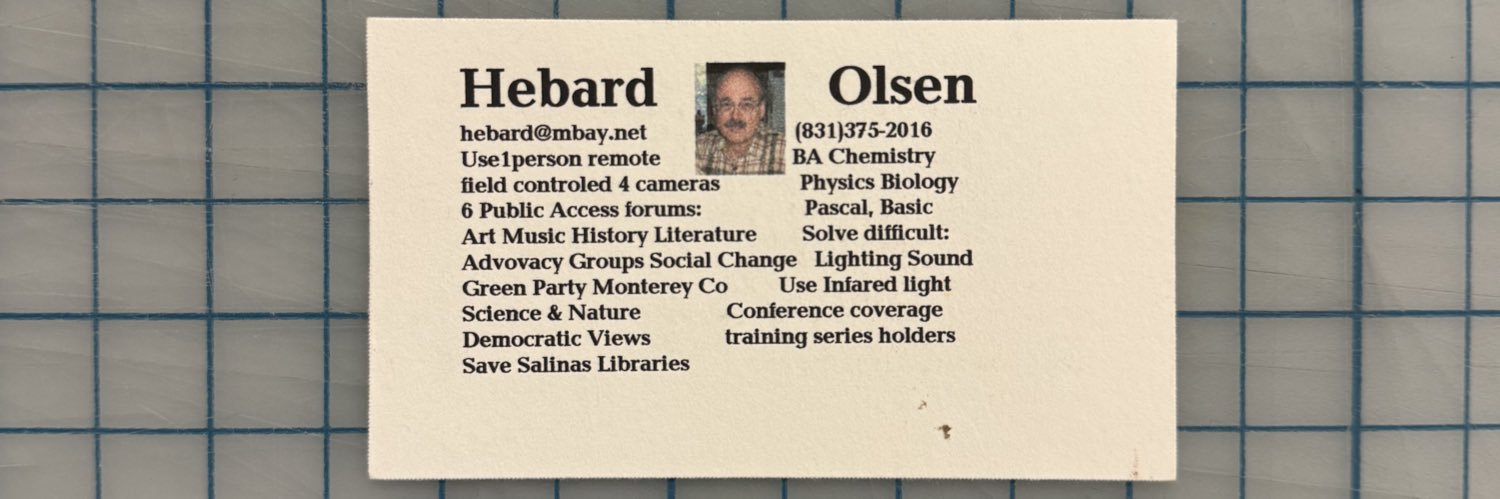 Hebard Olsen
hebard@mbay.net (831)375-2016
Use1person remote BA Chemistry
field controled 4 cameras Physics Biology
6 Public Access forums: Pascal, Basic
Art Music History Literature Solve difficult:
Advovacy Groups Social Change Lighting Sound
Green Party Monterey Co Use Infared light
Science & Nature Conference coverage
Democratic Views training series holders
Save Salinas Libraries